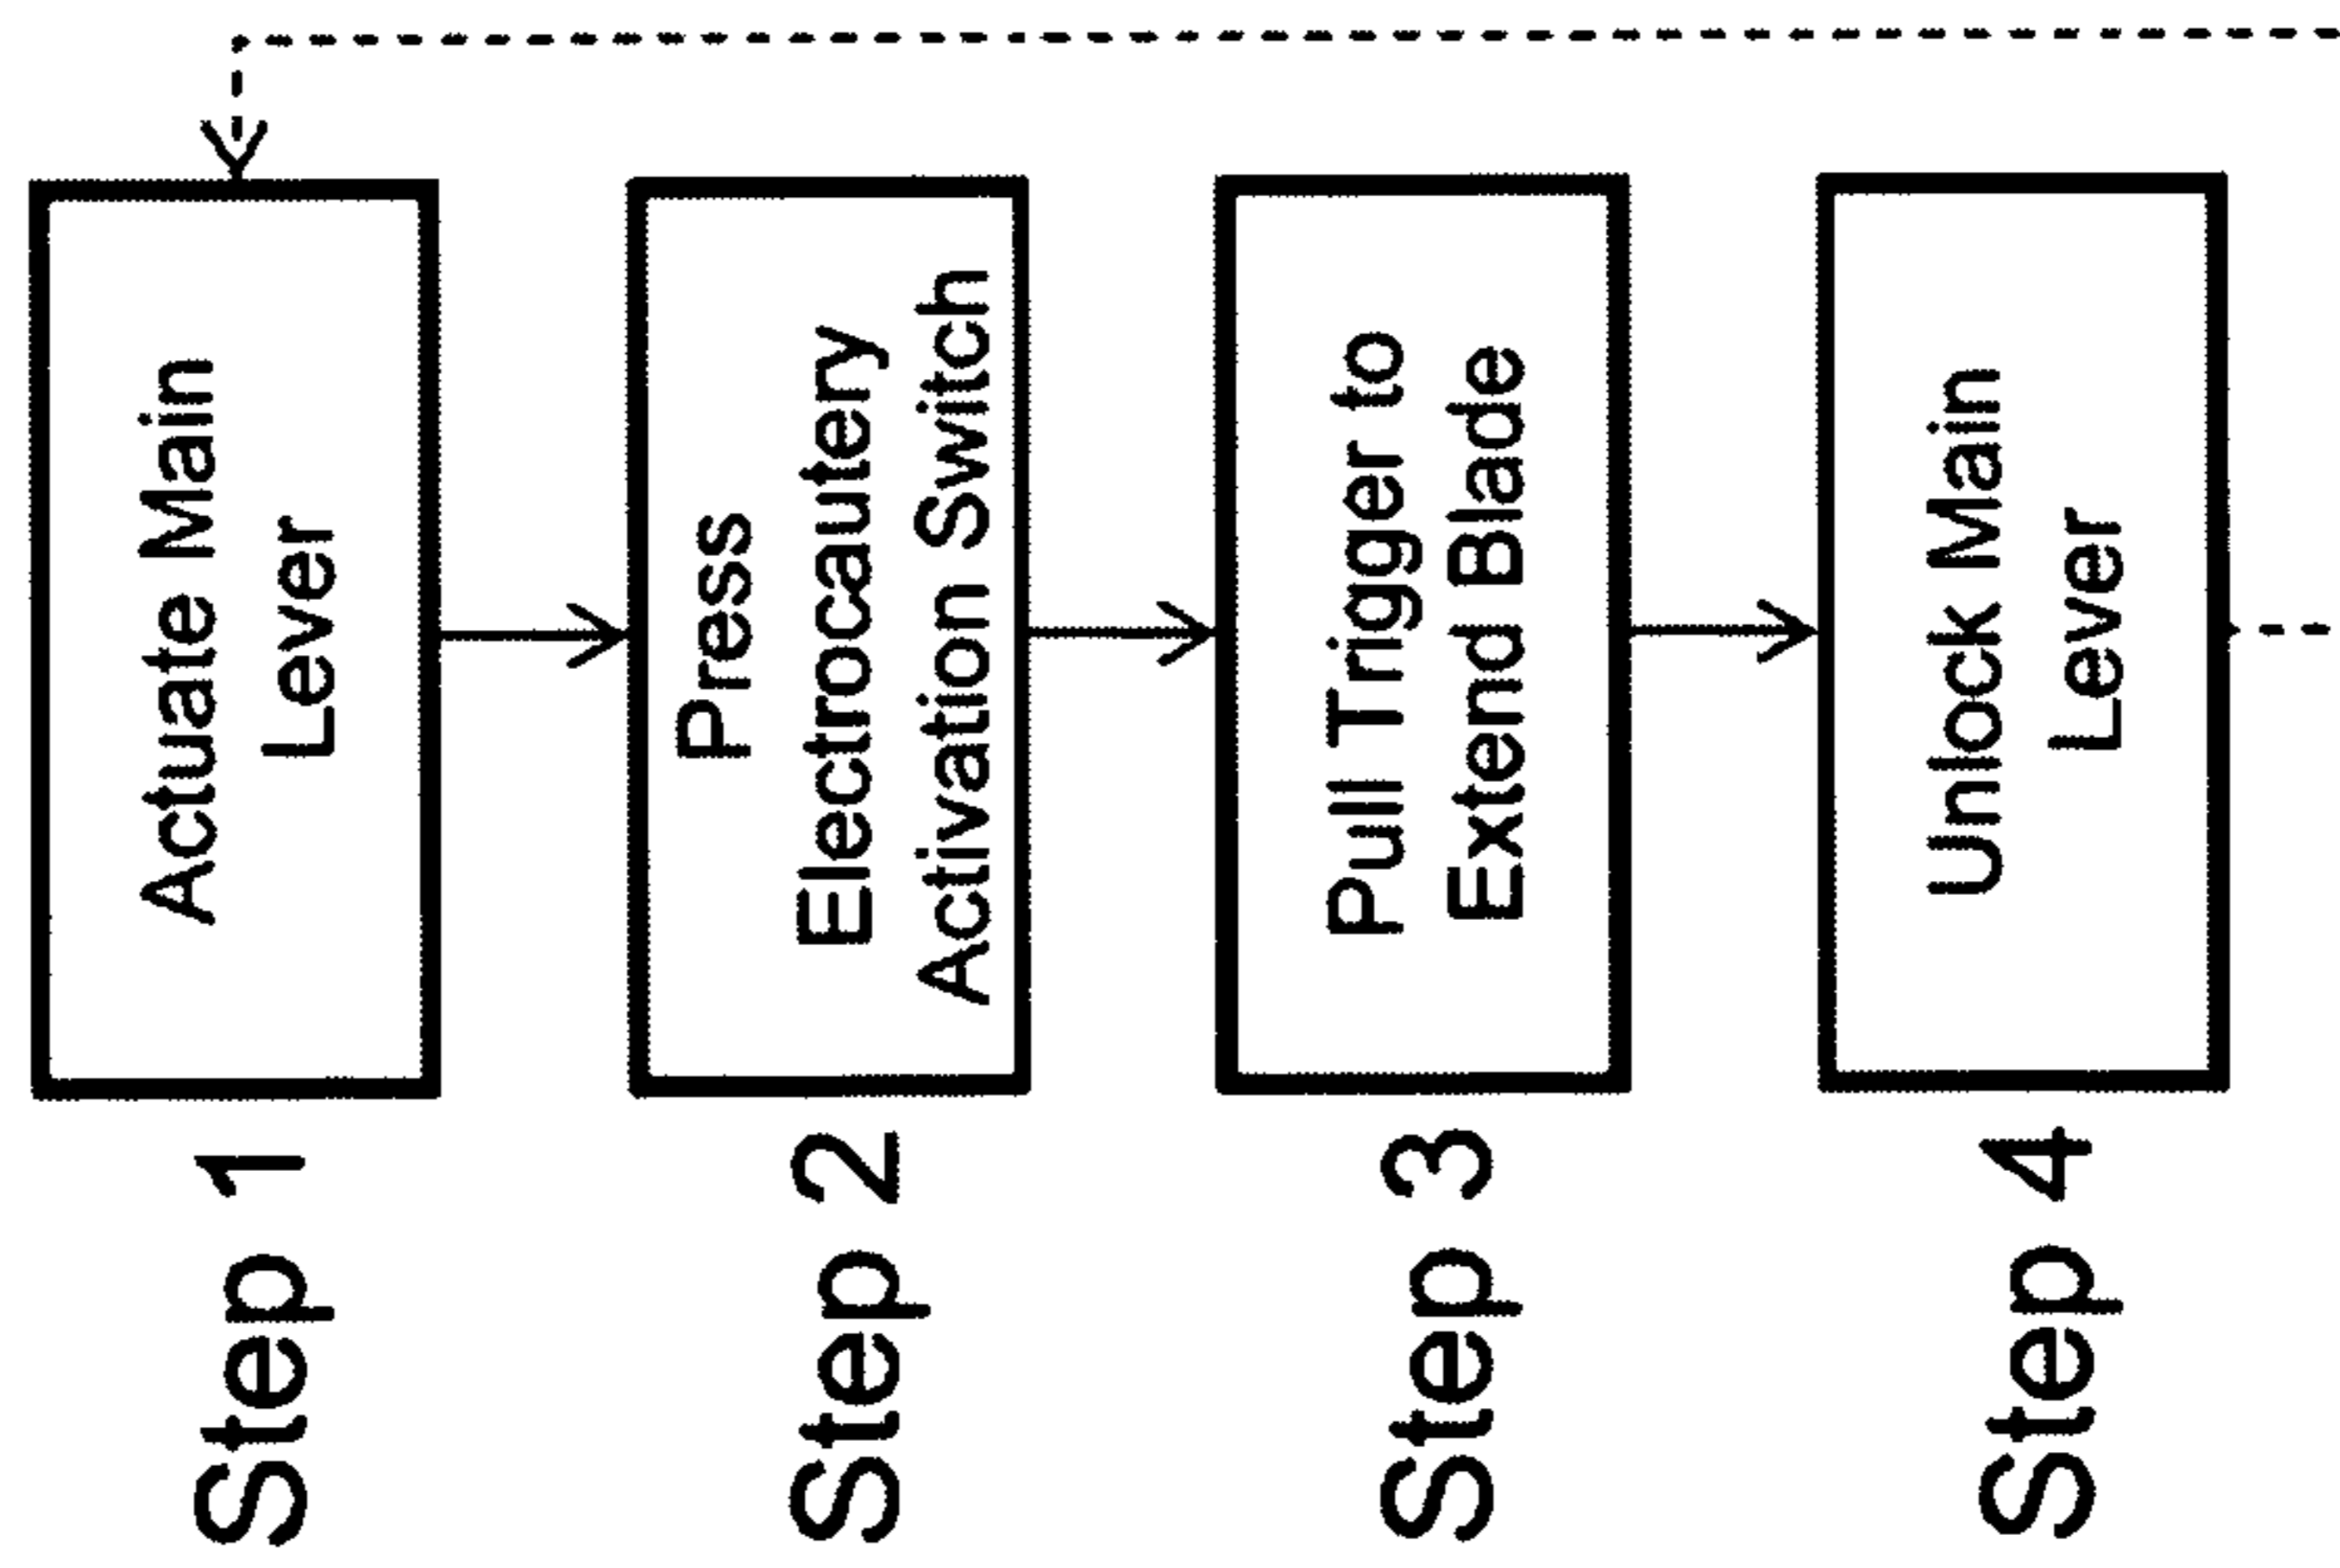 Step 1
Actuate Main
Lever
Step 2
Press
Electrocautery
Activation Switch
Step 3
Pull Trigger to
Extend Blade
Step 4
Unlock Main
Lever